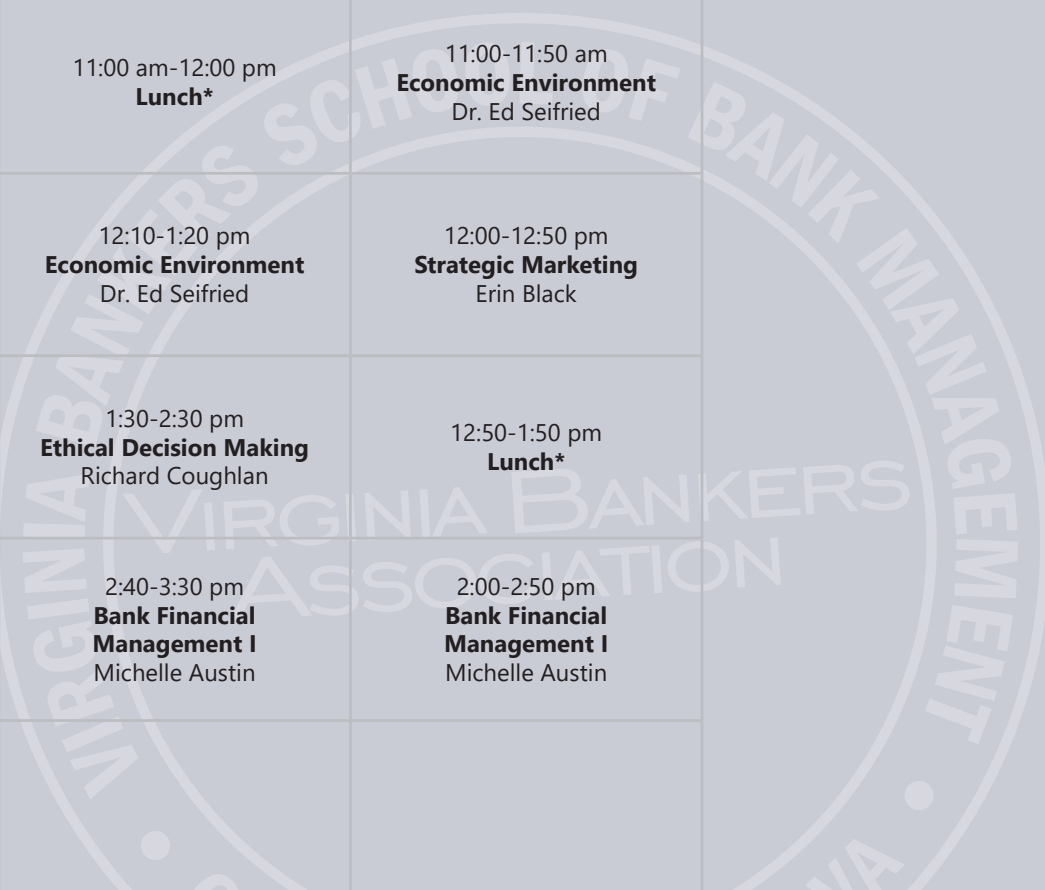 11:00 am-12:00 pm
Lunch*
11:00-11:50 am
Economic Environment
Dr. Ed Seifried
12:10-1:20 pm
Economic Environment
Dr. Ed Seifried
12:00-12:50 pm
Strategic Marketing
Erin Black
1:30-2:30 pm
Ethical Decision Making
Richard Coughlan
12:50-1:50 pm
Lunch*
2:40-3:30 pm
Bank Financial
Management I
Michelle Austin
2:00-2:50 pm
Bank Financial
Management I
Michelle Austin
VIRGINIA BANKERS SCHOOL OF BANK MANAGEMENT
VIRGINIA BANKERS
ASSOCIATION